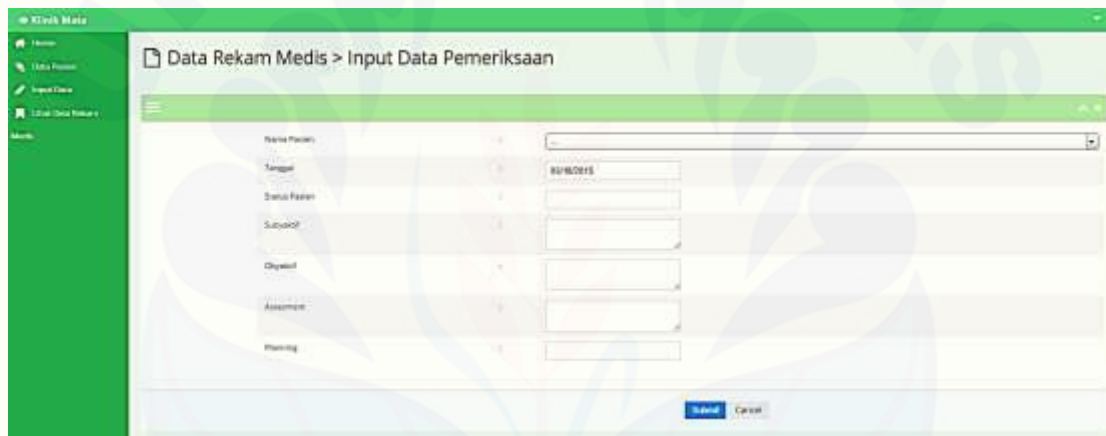 Klinik Mata
Home
Data Pasien
Input Data
Lihat Data Rekam
Medis
Data Rekam Medis > Input Data Pemeriksaan
Nama Pasien :
...
Tanggal :
Status Pasien :
Subyektif :
Obyektif :
Assesment :
Planning :
Submit Cancel